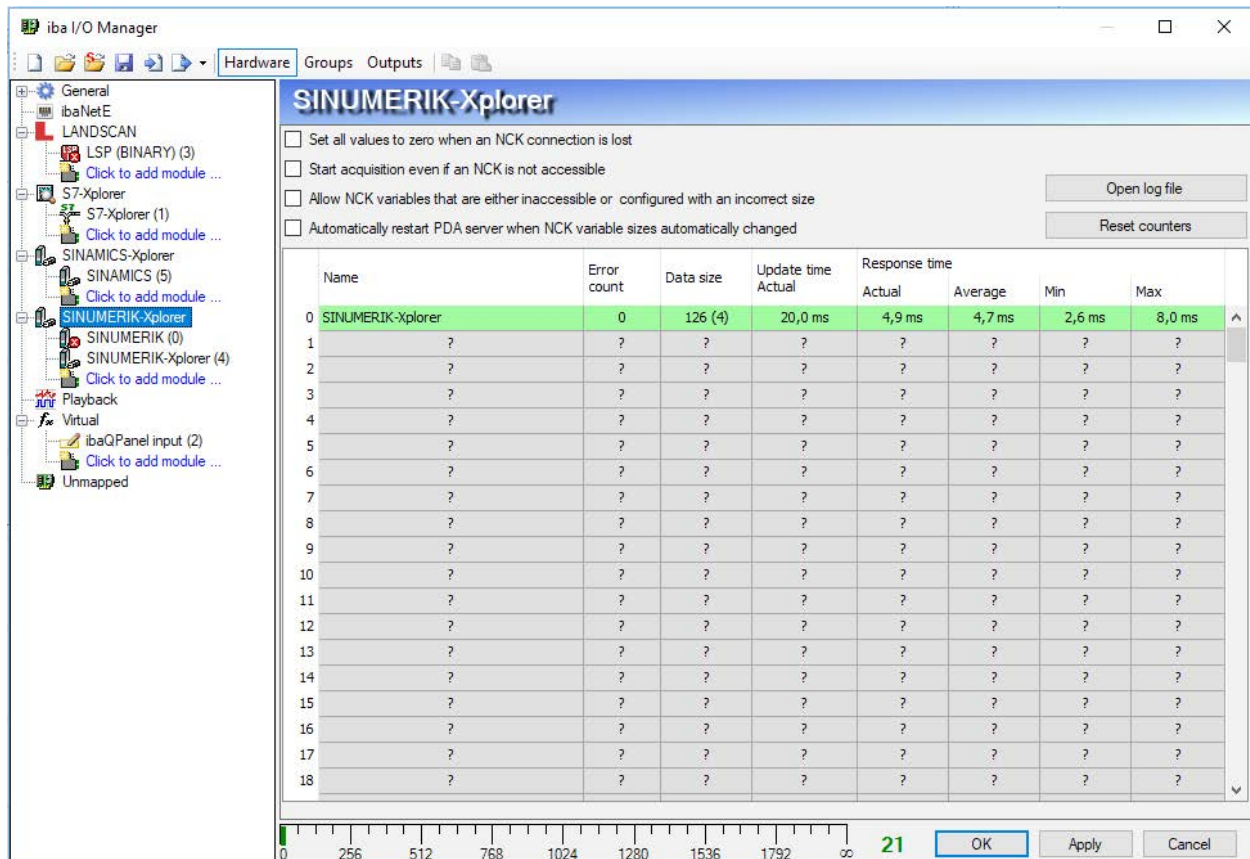 iba I/O Manager
Hardware Groups Outputs
General
ibaNetE
LANDSCAN
LSP (BINARY) (3)
Click to add module ...
S7-Xplorer
S7-Xplorer (1)
Click to add module ...
SINAMICS-Xplorer
SINAMICS (5)
Click to add module ...
SINUMERIK-Xplorer
SINUMERIK (0)
SINUMERIK-Xplorer (4)
Click to add module ...
Playback
Virtual
ibaQPanel input (2)
Click to add module ...
Unmapped
SINUMERIK-Xplorer
Set all values to zero when an NCK connection is lost
Start acquisition even if an NCK is not accessible
Allow NCK variables that are either inaccessible or configured with an incorrect size
Automatically restart PDA server when NCK variable sizes automatically changed
Open log file
Reset counters
Name Error count Data size Update time Actual Response time
Actual Average Min Max
0 SINUMERIK-Xplorer 0 126 (4) 20,0 ms 4,9 ms 4,7 ms 2,6 ms 8,0 ms
1 ? ? ? ? ? ? ? ?
2 ? ? ? ? ? ? ? ?
3 ? ? ? ? ? ? ? ?
4 ? ? ? ? ? ? ? ?
5 ? ? ? ? ? ? ? ?
6 ? ? ? ? ? ? ? ?
7 ? ? ? ? ? ? ? ?
8 ? ? ? ? ? ? ? ?
9 ? ? ? ? ? ? ? ?
10 ? ? ? ? ? ? ? ?
11 ? ? ? ? ? ? ? ?
12 ? ? ? ? ? ? ? ?
13 ? ? ? ? ? ? ? ?
14 ? ? ? ? ? ? ? ?
15 ? ? ? ? ? ? ? ?
16 ? ? ? ? ? ? ? ?
17 ? ? ? ? ? ? ? ?
18 ? ? ? ? ? ? ? ?
0 256 512 768 1024 1280 1536 1792 ∞ 21 OK Apply Cancel